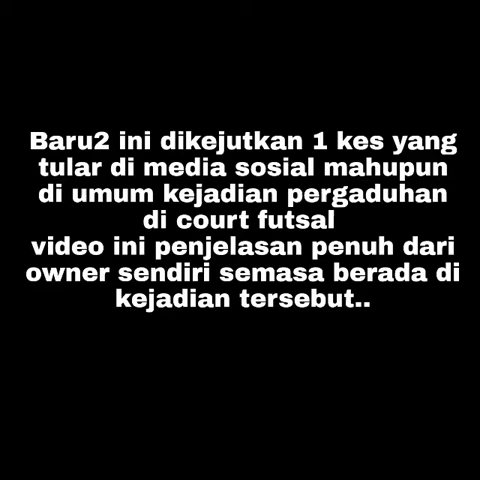 Baru2 ini dikejutkan 1 kes yang
tular di media sosial mahupun
di umum kejadian pergaduhan
di court futsal
video ini penjelasan penuh dari
owner sendiri semasa berada di
kejadian tersebut..